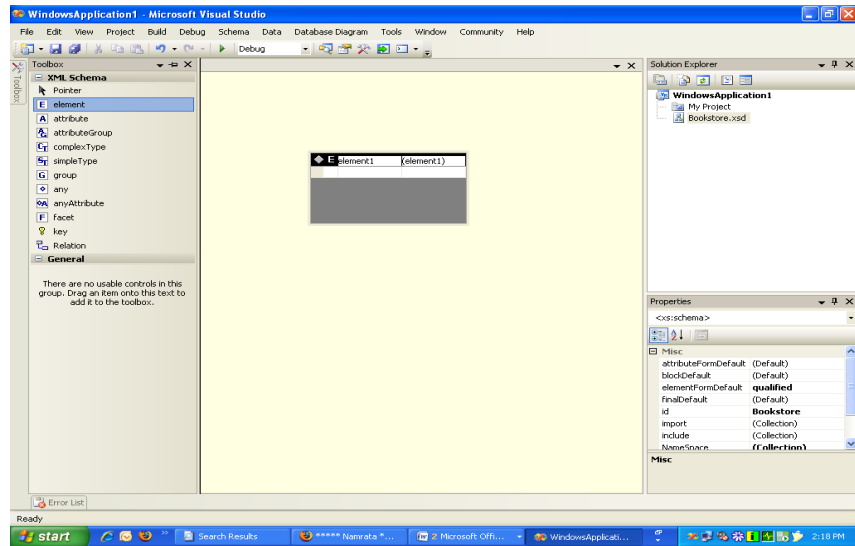 WindowsApplication1 - Microsoft Visual Studio
File Edit View Project Build Debug Schema Data Database Diagram Tools Window Community Help
Debug
Toolbox
Toolbox
XML Schema
Pointer
element
attribute
attributeGroup
complexType
simpleType
group
any
anyAttribute
facet
key
Relation
General
There are no usable controls in this
group. Drag an item onto this text to
add it to the toolbox.
E element1 (element1)
Solution Explorer
WindowsApplication1
My Project
Bookstore.xsd
Properties
<xs:schema>
Misc
attributeFormDefault (Default)
blockDefault (Default)
elementFormDefault qualified
finalDefault (Default)
id Bookstore
import (Collection)
include (Collection)
NameSpace (Collection)
Misc
Error List
Ready
start
Search Results
***** Namrata *...
2 Microsoft Offi...
WindowsApplicati...
2:18 PM